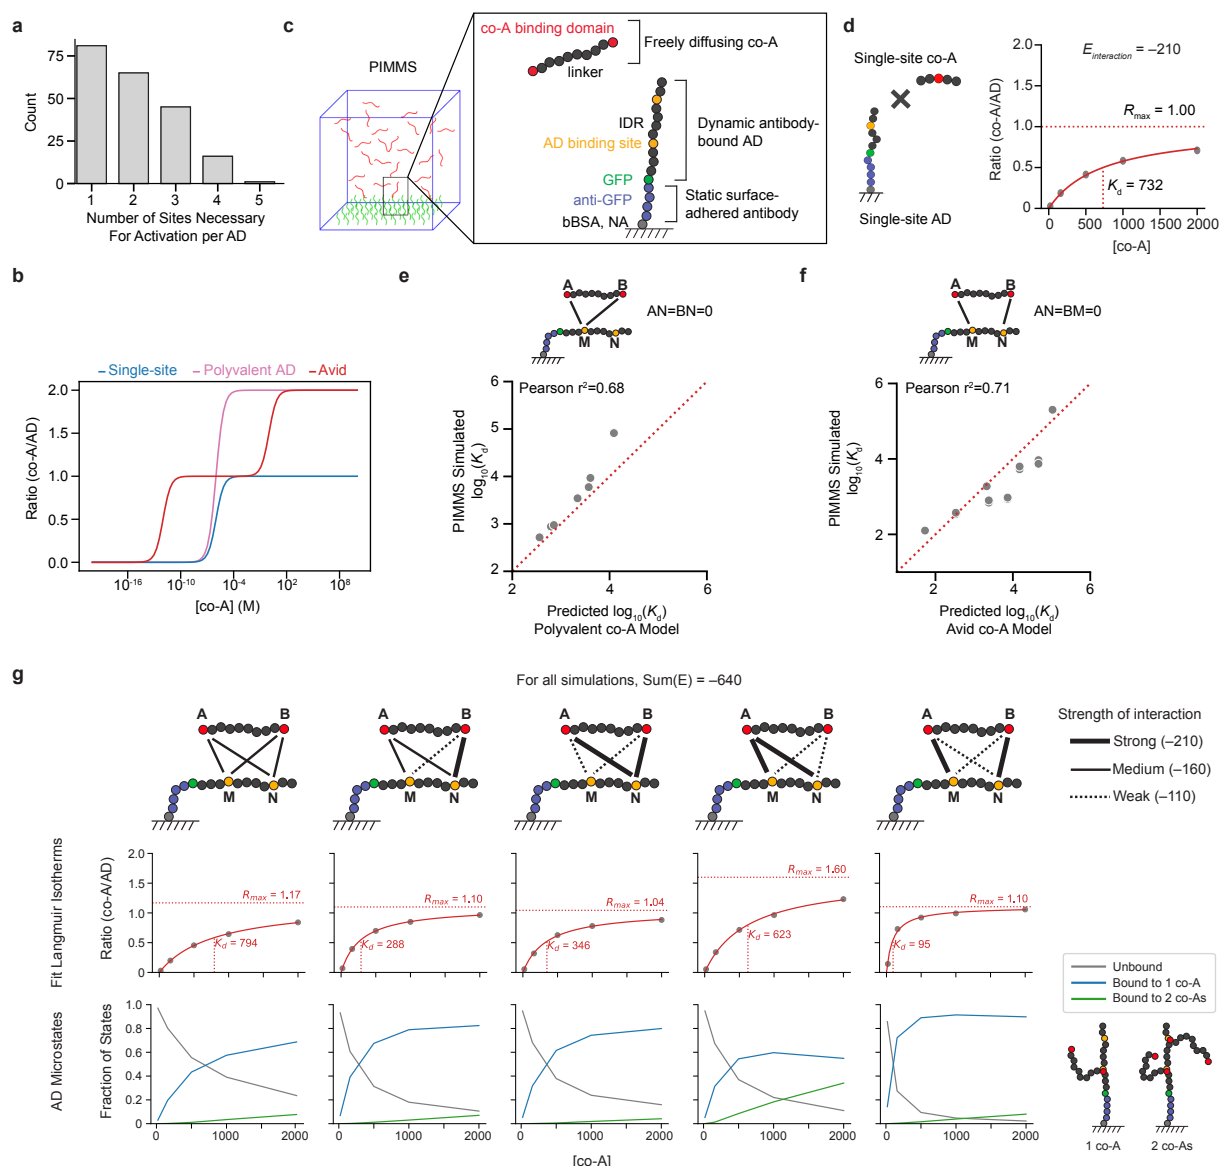 a
75
50
25
0
Count
1 2 3 4 5
Number of Sites Necessary
For Activation per AD
c
PIMMS
co-A binding domain
linker
Freely diffusing co-A
IDR
AD binding site
GFP
anti-GFP
bBSA, NA
Dynamic antibody-
bound AD
Static surface-
adhered antibody
d
Single-site co-A
Single-site AD
2.0
1.5
1.0
0.5
0
Ratio (co-A/AD)
E_interaction = –210
R_max = 1.00
K_d = 732
0 500 1000 1500 2000
[co-A]
b
Single-site Polyvalent AD Avid
2.0
1.5
1.0
0.5
0.0
Ratio (co-A/AD)
10^-16 10^-10 10^-4 10^2 10^8
[co-A] (M)
e
A B
AN=BN=0
M N
Pearson r²=0.68
6
5
4
3
2
PIMMS Simulated
log₁₀(K_d)
2 4 6
Predicted log₁₀(K_d)
Polyvalent co-A Model
f
A B
AN=BM=0
M N
Pearson r²=0.71
6
4
2
PIMMS Simulated
log₁₀(K_d)
2 4 6
Predicted log₁₀(K_d)
Avid co-A Model
g
For all simulations, Sum(E) = –640
A B
M N
A B
M N
A B
M N
A B
M N
A B
M N
Strength of interaction
Strong (–210)
Medium (–160)
Weak (–110)
Fit Langmuir Isotherms
Ratio (co-A/AD)
2.0
1.5
1.0
0.5
0
R_max = 1.17
K_d = 794
R_max = 1.10
K_d = 288
R_max = 1.04
K_d = 346
R_max = 1.60
K_d = 623
R_max = 1.10
K_d = 95
AD Microstates
Fraction of States
1.0
0.8
0.6
0.4
0.2
0
0 1000 2000
0 1000 2000
0 1000 2000
0 1000 2000
0 1000 2000
[co-A]
Unbound
Bound to 1 co-A
Bound to 2 co-As
1 co-A
2 co-As